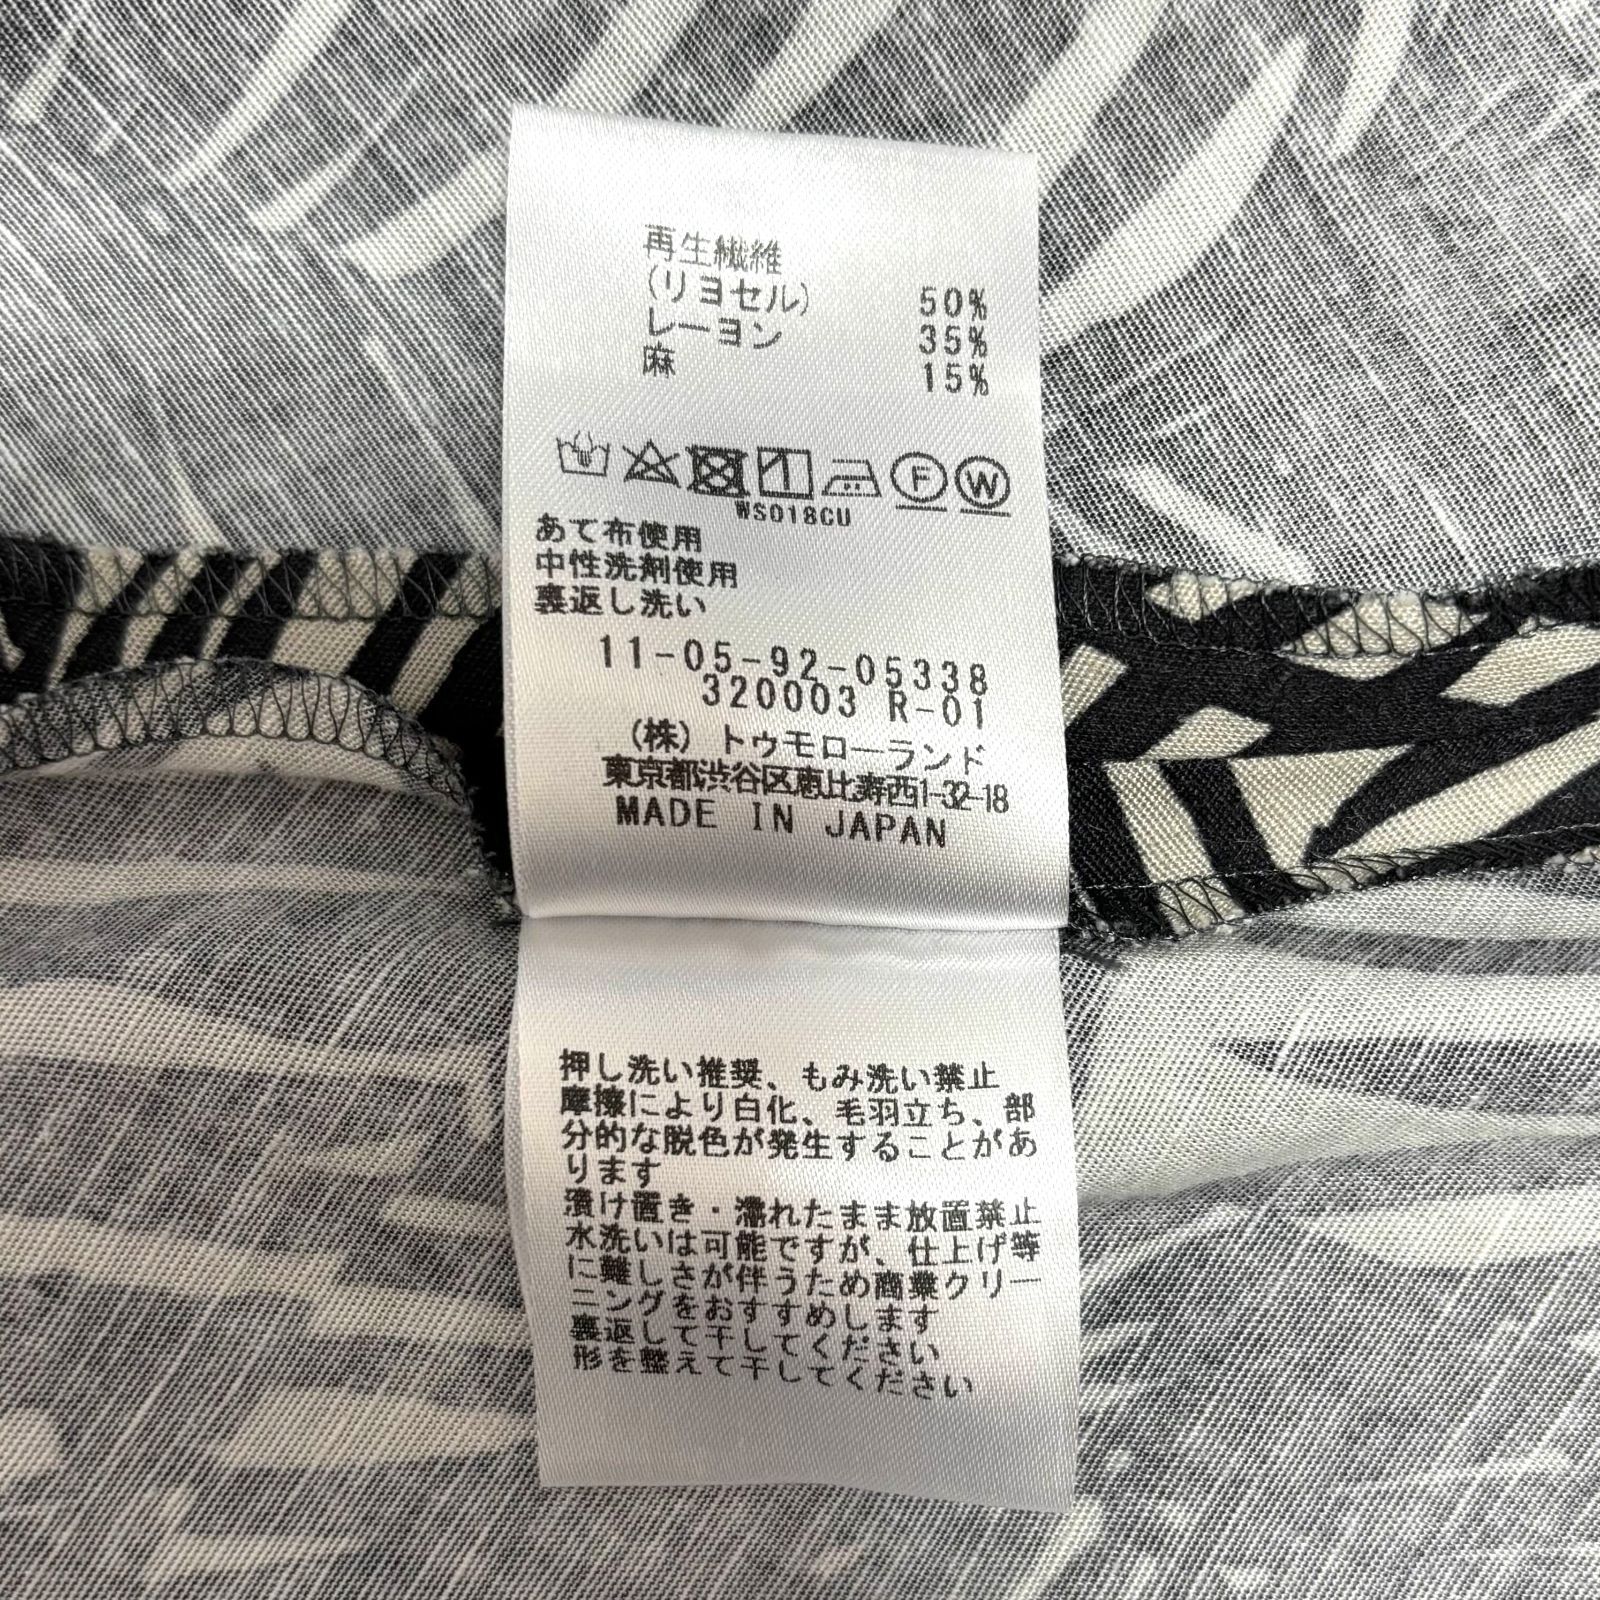 再生繊維
(リヨセル) 50%
レーヨン 35%
麻 15%
F W
WS018CU
あて布使用
中性洗剤使用
裏返し洗い
11-05-92-05338
320003 R-01
(株)トゥモローランド
東京都渋谷区恵比寿西1-32-18
MADE IN JAPAN
押し洗い推奨、もみ洗い禁止
摩擦により白化、毛羽立ち、部
分的な脱色が発生することがあ
ります
漬け置き・濡れたまま放置禁止
水洗いは可能ですが、仕上げ等
に難しさが伴うため商業クリー
ニングをおすすめします
裏返して干してください
形を整えて干してください